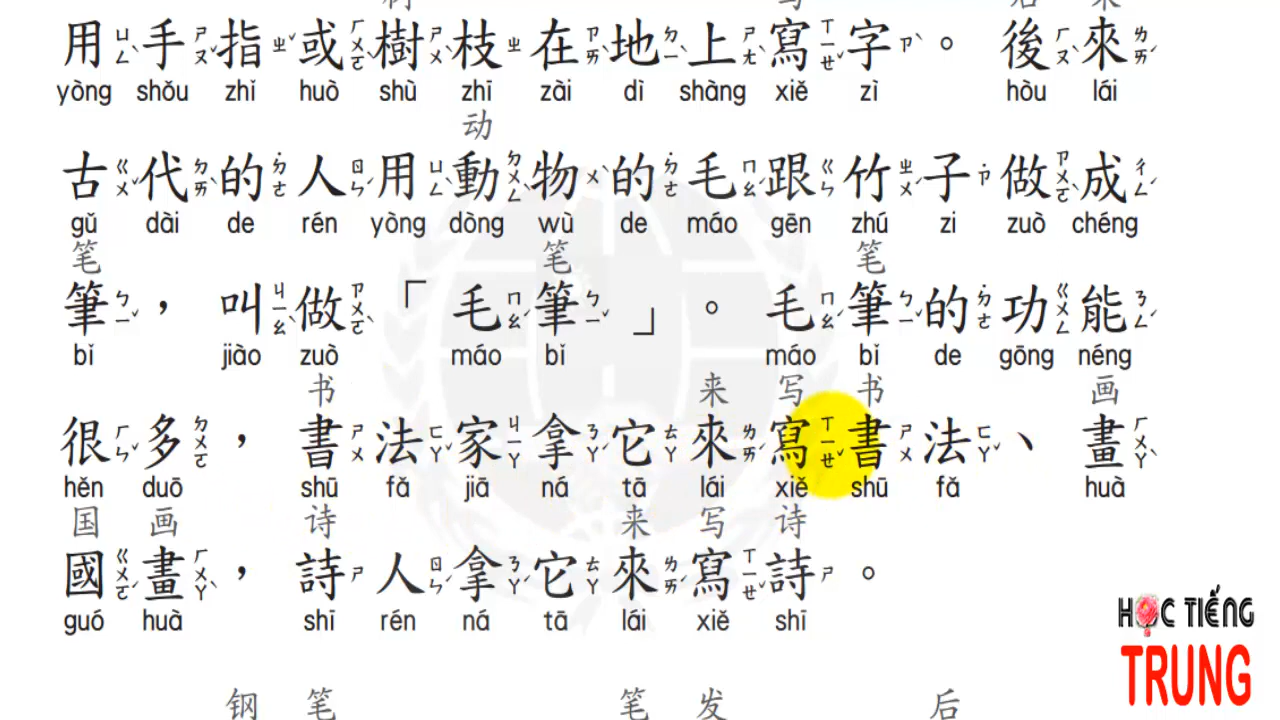 用手指或樹枝在地上寫字。後來
yòng shǒu zhǐ huò shù zhī zài dì shàng xiě zì hòu lái
动
古代的人用動物的毛跟竹子做成
gǔ dài de rén yòng dòng wù de máo gēn zhú zi zuò chéng
笔 笔 笔
筆，叫做「毛筆」。毛筆的功能
bǐ jiào zuò máo bǐ máo bǐ de gōng néng
书 来 写 书 画
很多，書法家拿它來寫書法、畫
hěn duō shū fǎ jiā ná tā lái xiě shū fǎ huà
国 画 诗 来 写 诗
國畫，詩人拿它來寫詩。
guó huà shī rén ná tā lái xiě shī
HỌC TIẾNG
TRUNG
钢 笔 笔 发 后